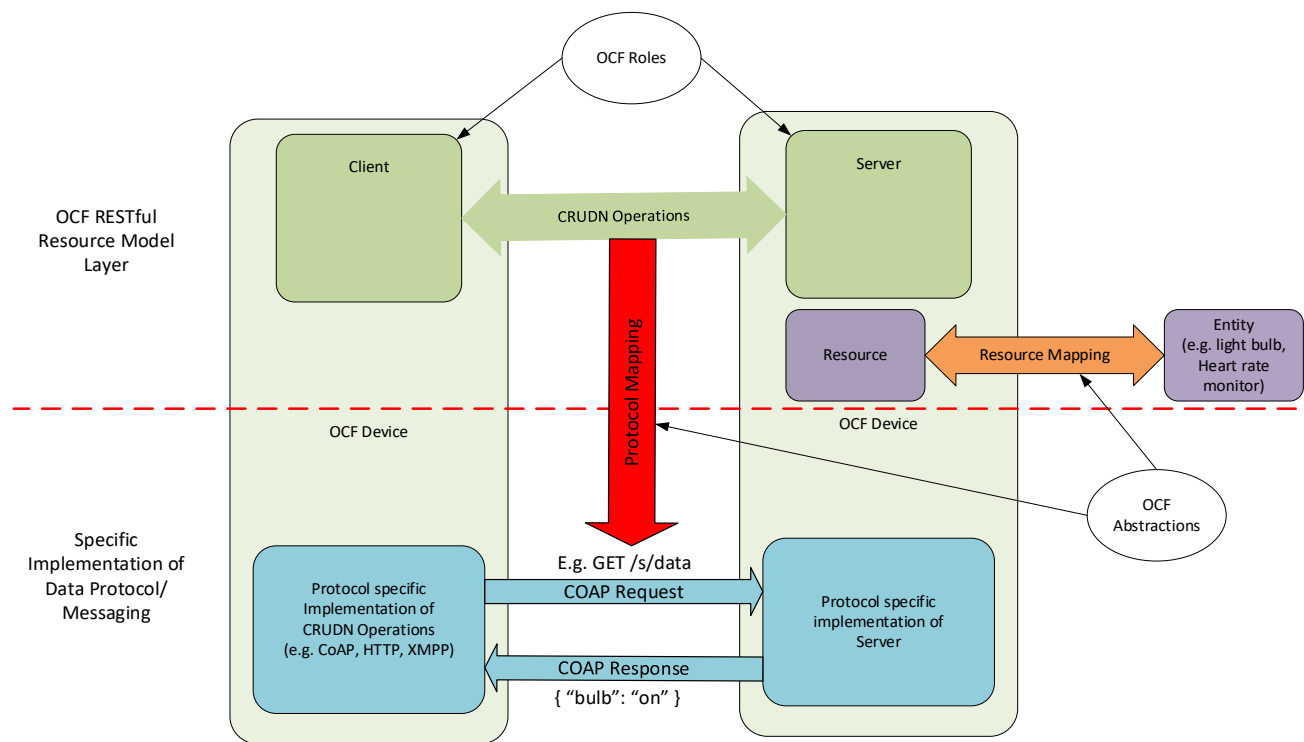 OCF Roles
Client
Server
OCF RESTful
Resource Model
Layer
CRUDN Operations
Protocol Mapping
Resource
Resource Mapping
Entity
(e.g. light bulb,
Heart rate
monitor)
OCF Device
OCF Device
OCF
Abstractions
Specific
Implementation of
Data Protocol/
Messaging
Protocol specific
Implementation of
CRUDN Operations
(e.g. CoAP, HTTP, XMPP)
E.g. GET /s/data
COAP Request
COAP Response
{ “bulb”: “on” }
Protocol specific
implementation of
Server